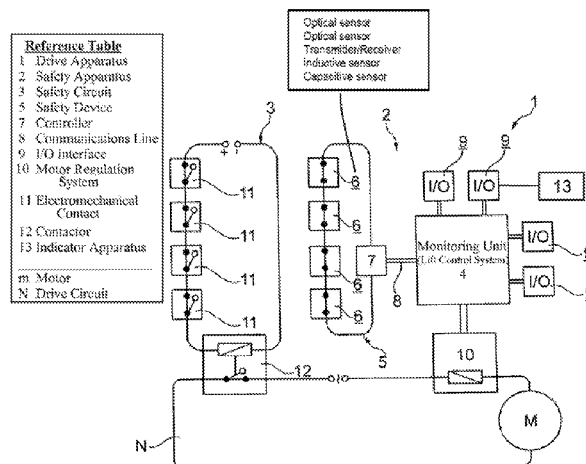 Reference Table
1 Drive Apparatus
2 Safety Apparatus
3 Safety Circuit
5 Safety Device
7 Controller
8 Communications Line
9 I/O Interface
10 Motor Regulation
System
11 Electromechanical
Contact
12 Contactor
13 Indicator Apparatus
m Motor
N Drive Circuit
Optical sensor
Optical sensor
Transmitter/Receiver
Inductive sensor
Capacitive sensor
3
+ -
2
1
9
9
I/O
I/O
13
11
11
11
11
6
6
6
6
7
8
Monitoring Unit
[Lift Control System]
4
I/O
I/O
5
12
10
N
M